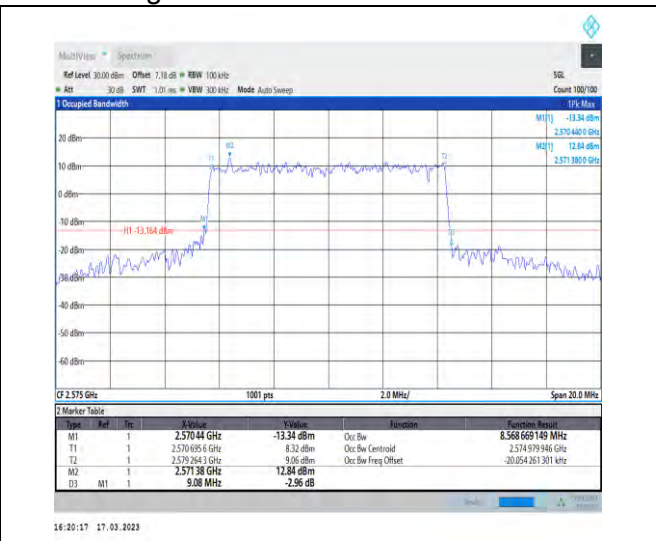 MultiView Spectrum
Ref Level 30.00 dBm Offset 7.18 dB RBW 100 kHz SGL
Att 30 dB SWT 1.01 ms VBW 300 kHz Mode Auto Sweep Count 100/100
1 Occupied Bandwidth 1Pk Max
M1[1] -13.34 dBm
2.570 440 0 GHz
M2[1] 12.84 dBm
2.571 380 0 GHz
20 dBm
M2
T1 T2
10 dBm
0 dBm
-10 dBm
M1
H1 -13.164 dBm
D3
-20 dBm
-30 dBm
-40 dBm
-50 dBm
-60 dBm
CF 2.575 GHz 1001 pts 2.0 MHz/ Span 20.0 MHz
2 Marker Table
Type Ref Trc X-Value Y-Value Function Function Result
M1 1 2.570 44 GHz -13.34 dBm Occ Bw 8.568 669 149 MHz
T1 1 2.570 695 6 GHz 8.32 dBm Occ Bw Centroid 2.574 979 946 GHz
T2 1 2.579 264 3 GHz 9.06 dBm Occ Bw Freq Offset -20.054 261 301 kHz
M2 1 2.571 38 GHz 12.84 dBm
D3 M1 1 9.08 MHz -2.96 dB
16:20:17 17.03.2023